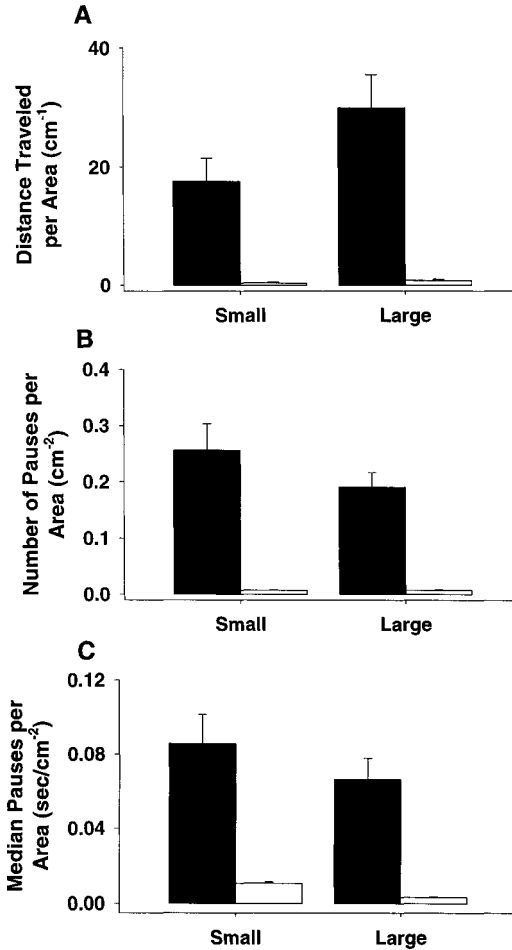 A
Distance Traveled
per Area (cm⁻¹)
40
20
0
Small Large
B
Number of Pauses per
Area (cm⁻²)
0.4
0.3
0.2
0.1
0.0
Small Large
C
Median Pauses per
Area (sec/cm⁻²)
0.12
0.08
0.04
0.00
Small Large